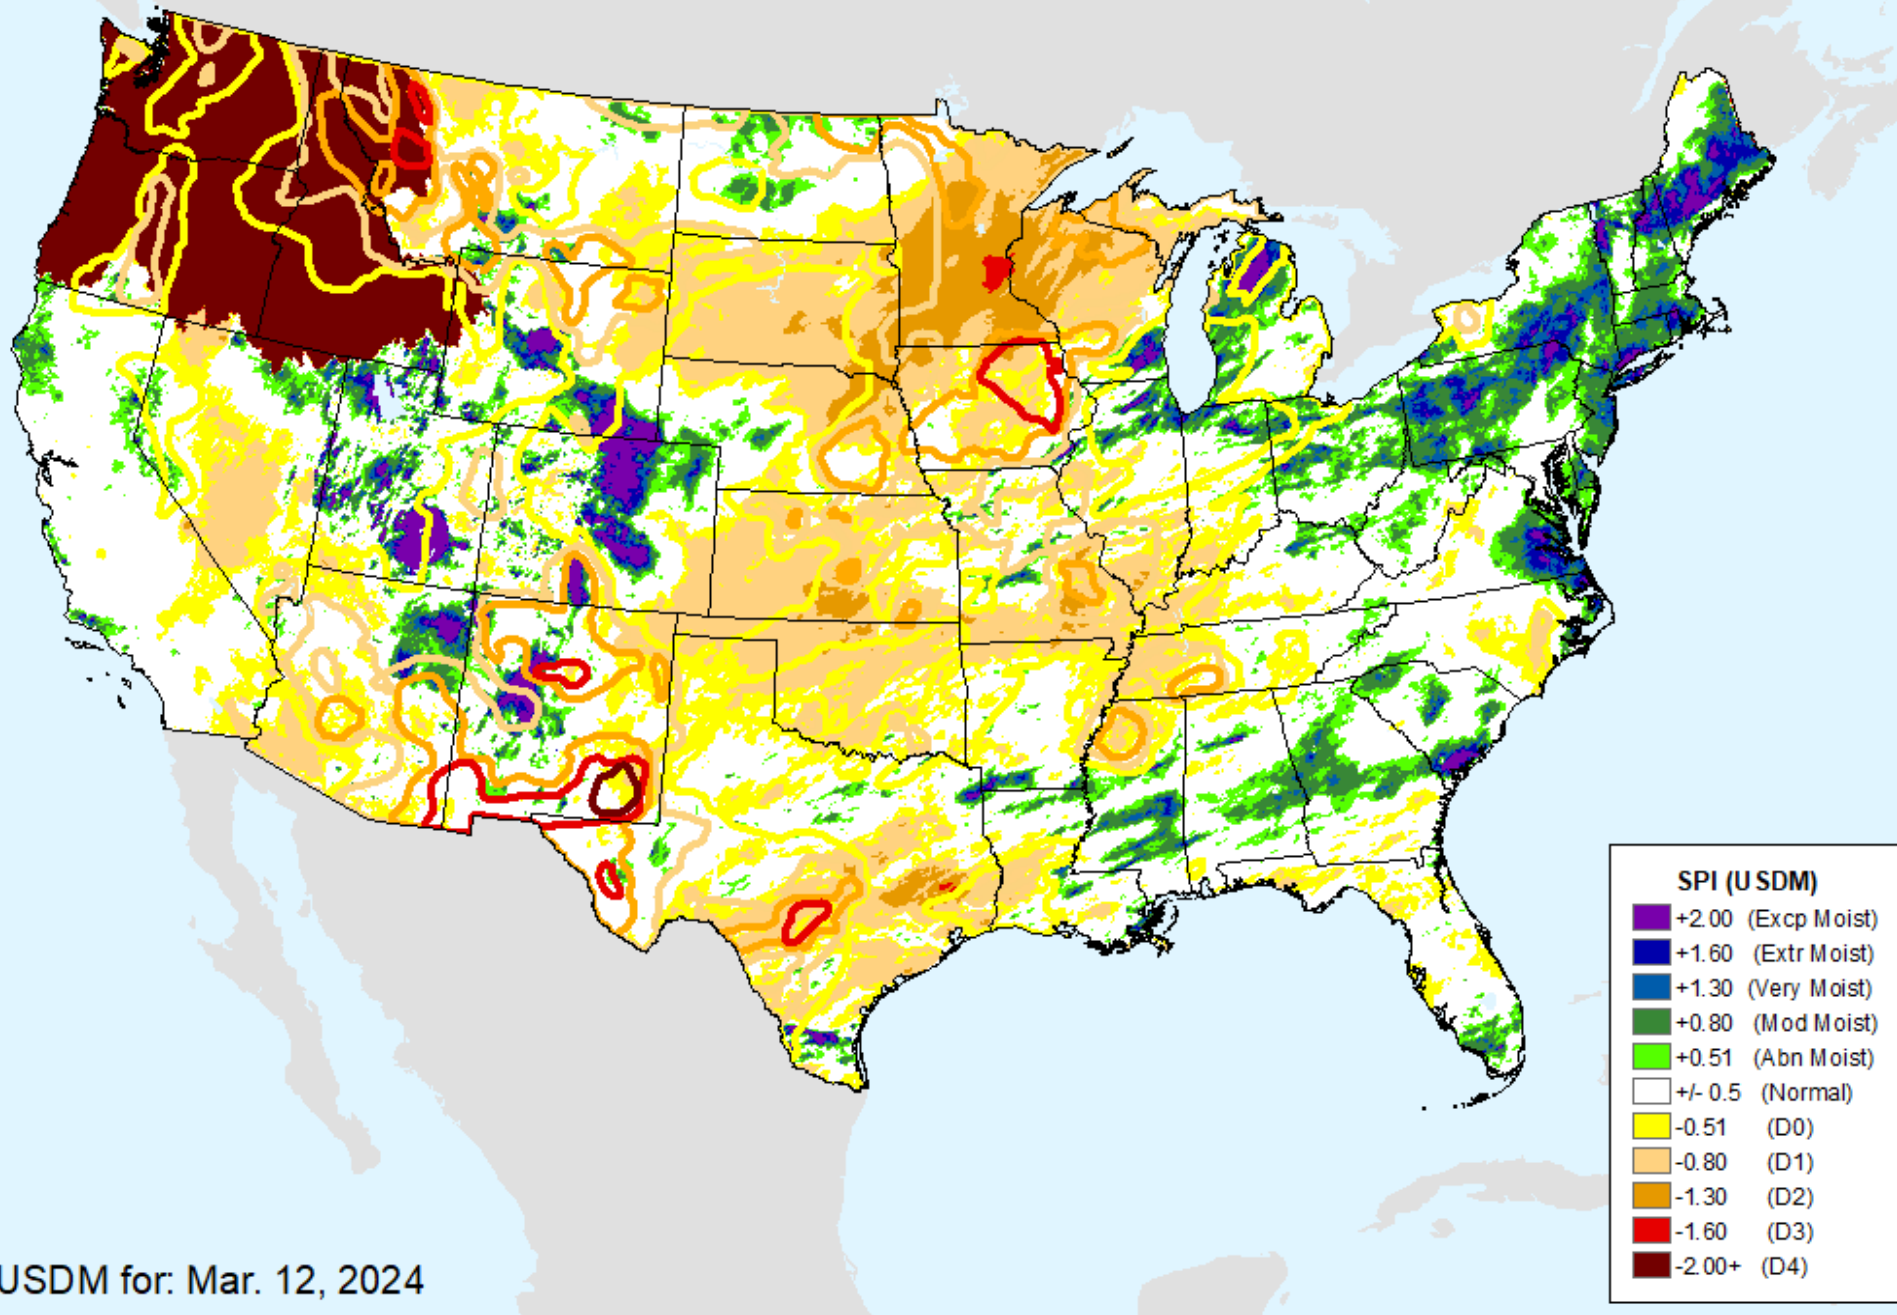 SPI (USDM)
+2.00 (Excp Moist)
+1.60 (Extr Moist)
+1.30 (Very Moist)
+0.80 (Mod Moist)
+0.51 (Abn Moist)
+/- 0.5 (Normal)
-0.51 (D0)
-0.80 (D1)
-1.30 (D2)
-1.60 (D3)
-2.00+ (D4)
USDM for: Mar. 12, 2024